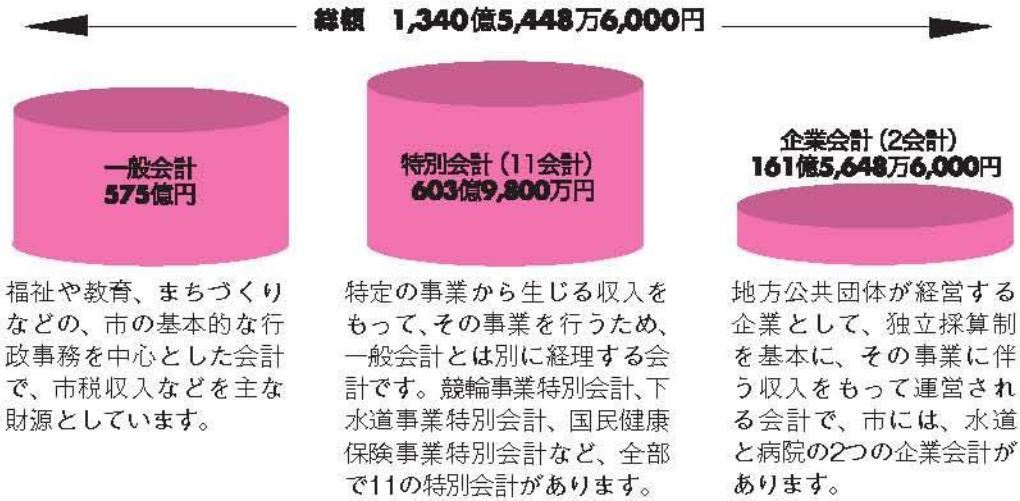 総額 1,340億5,448万6,000円
一般会計
575億円
福祉や教育、まちづくり
などの、市の基本的な行
政事務を中心とした会計
で、市税収入などを主な
財源としています。
特別会計（11会計）
603億9,800万円
特定の事業から生じる収入を
もって、その事業を行うため、
一般会計とは別に経理する会
計です。競輪事業特別会計、下
水道事業特別会計、国民健康
保険事業特別会計など、全部
で11の特別会計があります。
企業会計（2会計）
161億5,648万6,000円
地方公共団体が経営する
企業として、独立採算制
を基本に、その事業に伴
う収入をもって運営され
る会計で、市には、水道
と病院の2つの企業会計が
あります。